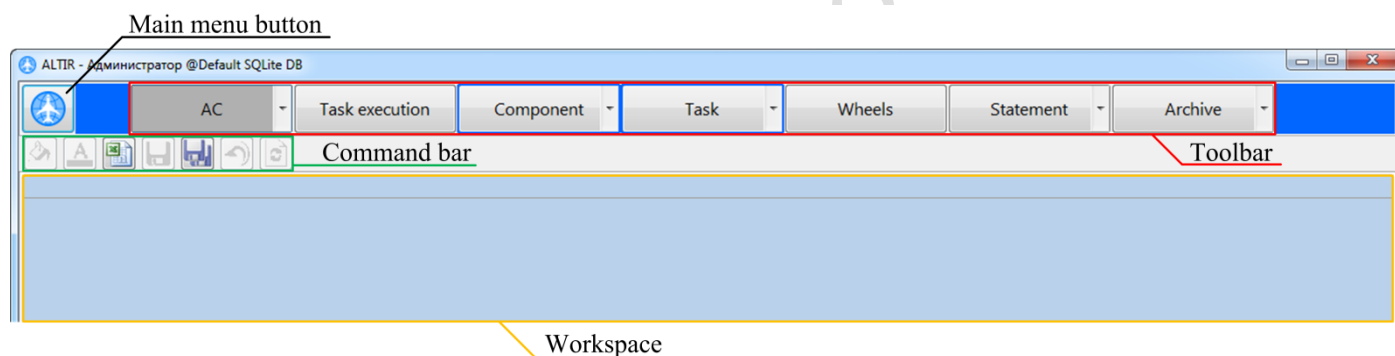 Main menu button
ALTIR - Администратор @Default SQLite DB
AC Task execution Component Task Wheels Statement Archive
Command bar Toolbar
Workspace